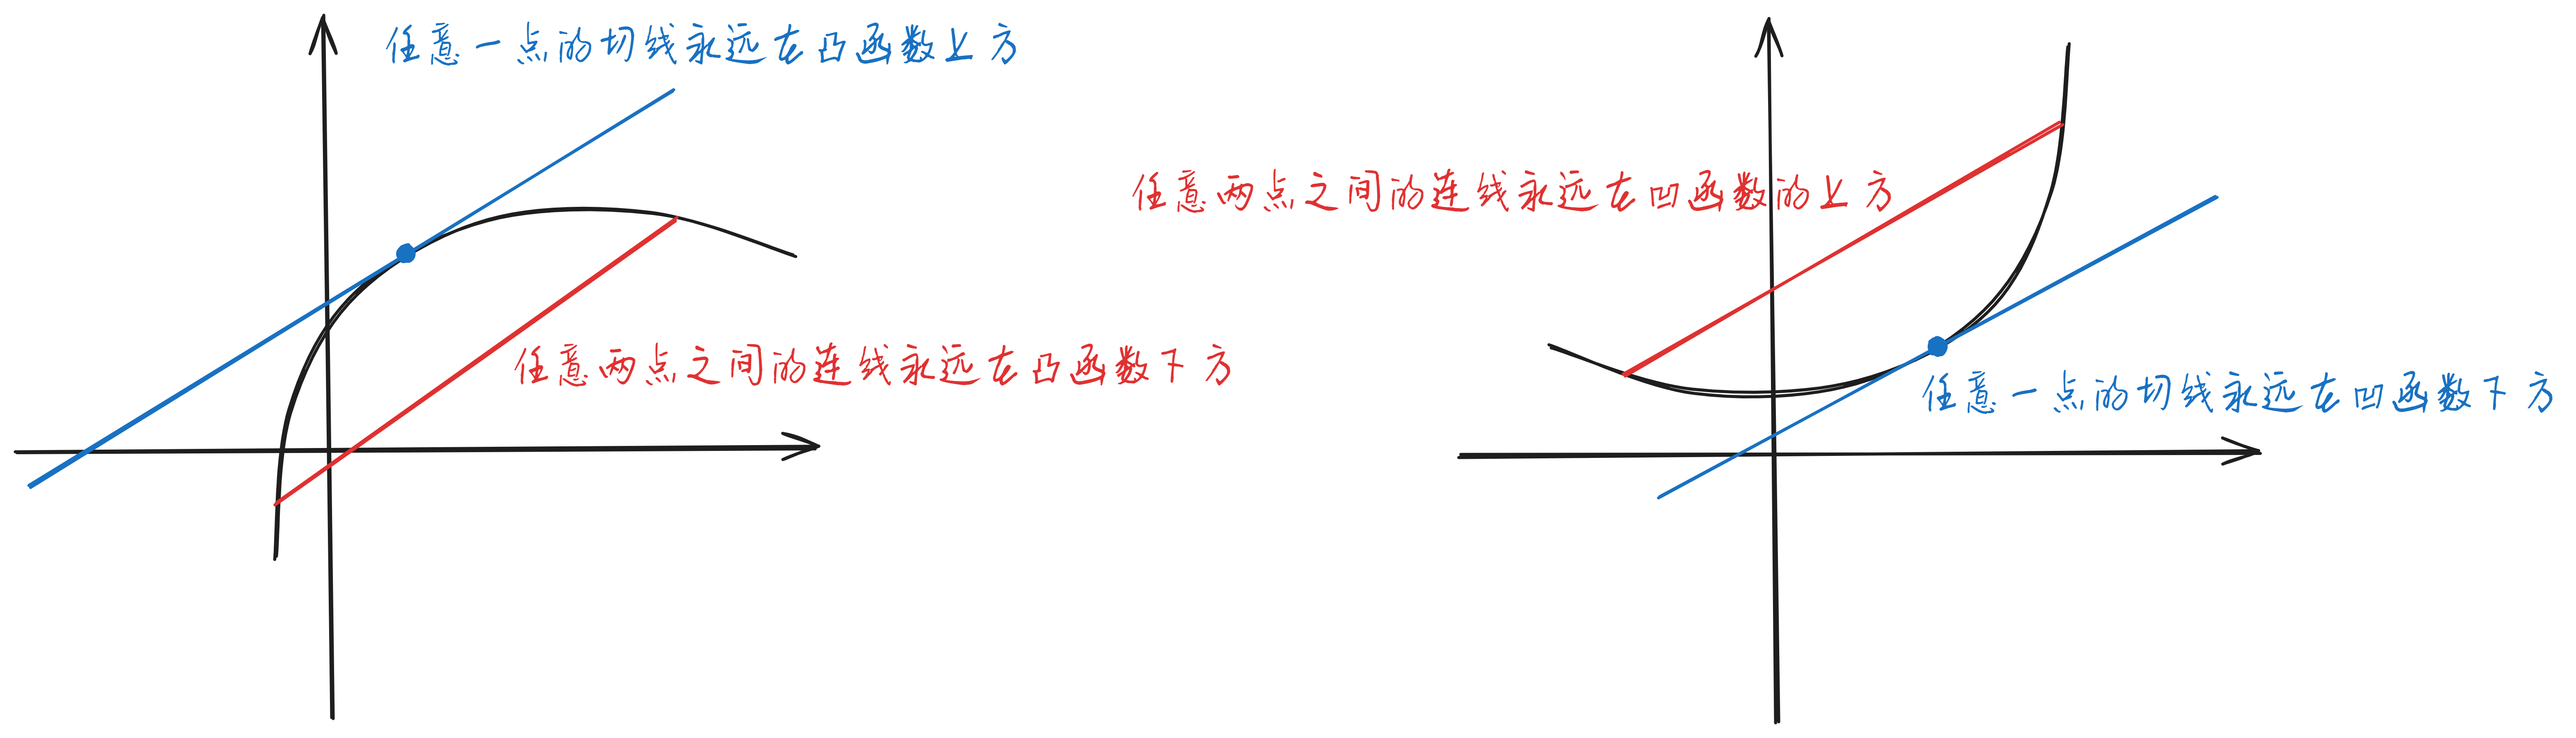 任意一点的切线永远在凸函数上方
任意两点之间的连线永远在凸函数下方
任意两点之间的连线永远在凹函数的上方
任意一点的切线永远在凹函数下方